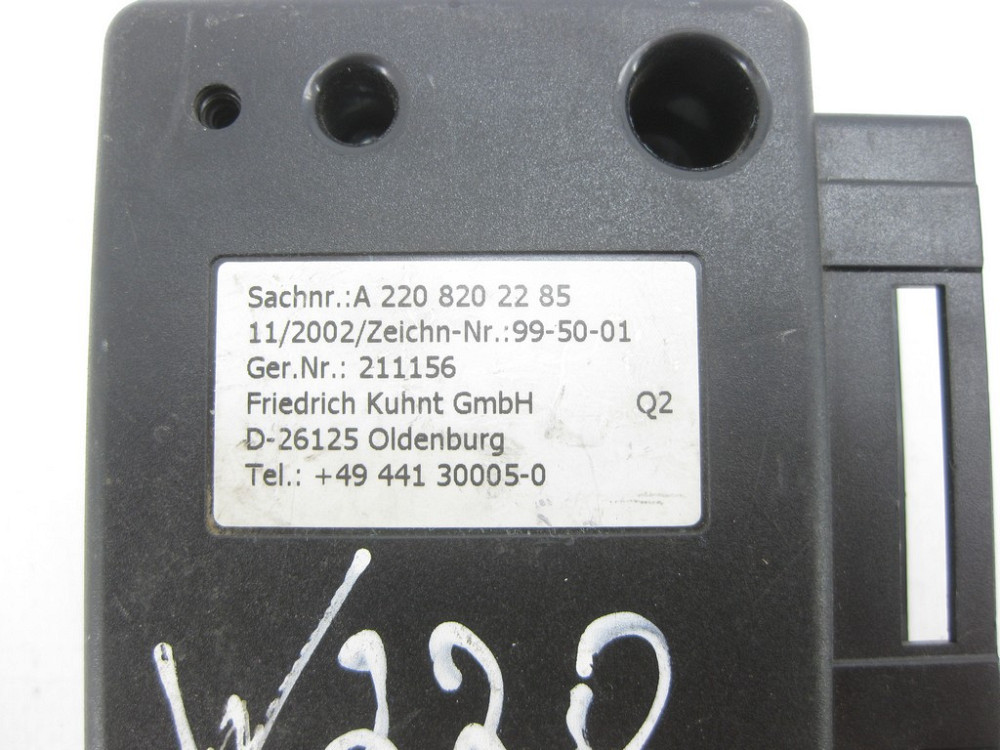 Sachnr.:A 220 820 22 85
11/2002/Zeichn-Nr.:99-50-01
Ger.Nr.: 211156
Friedrich Kuhnt GmbH Q2
D-26125 Oldenburg
Tel.: +49 441 30005-0
W220